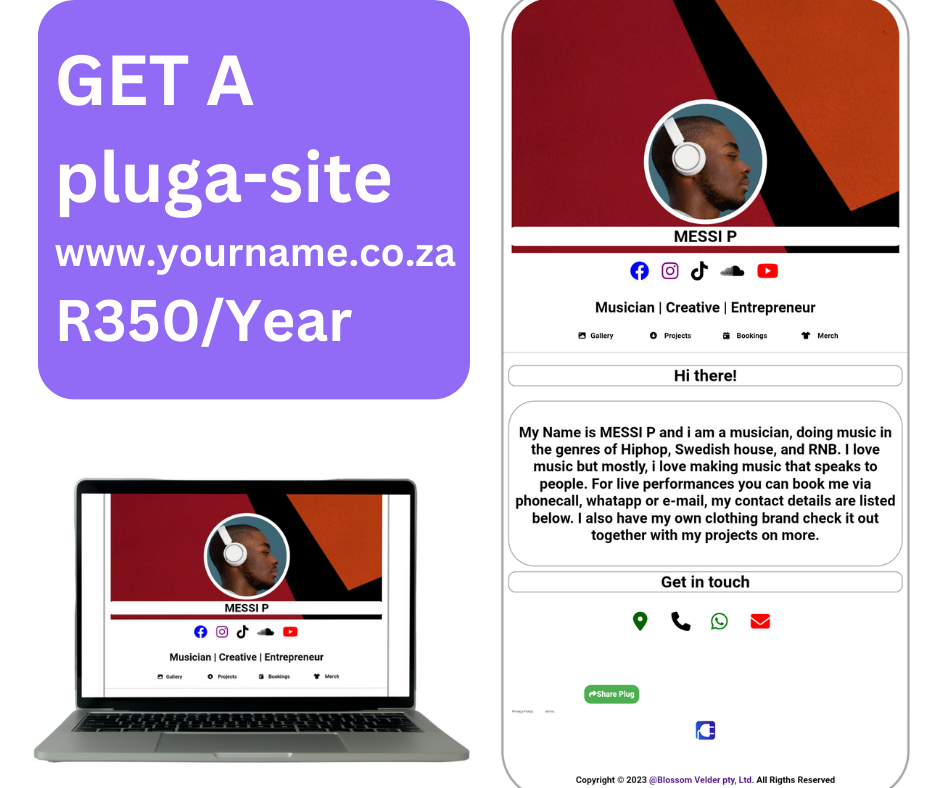 GET A
pluga-site
www.yourname.co.za
R350/Year
MESSI P
Musician | Creative | Entrepreneur
Gallery Projects Bookings Merch
Hi there!
My Name is MESSI P and i am a musician, doing music in
the genres of Hiphop, Swedish house, and RNB. I love
music but mostly, i love making music that speaks to
people. For live performances you can book me via
phonecall, whatapp or e-mail, my contact details are listed
below. I also have my own clothing brand check it out
together with my projects on more.
Get in touch
Share Plug
Privacy Policy terms
Copyright © 2023 @Blossom Velder pty, Ltd. All Rigths Reserved
MESSI P
Musician | Creative | Entrepreneur
Gallery Projects Bookings Merch